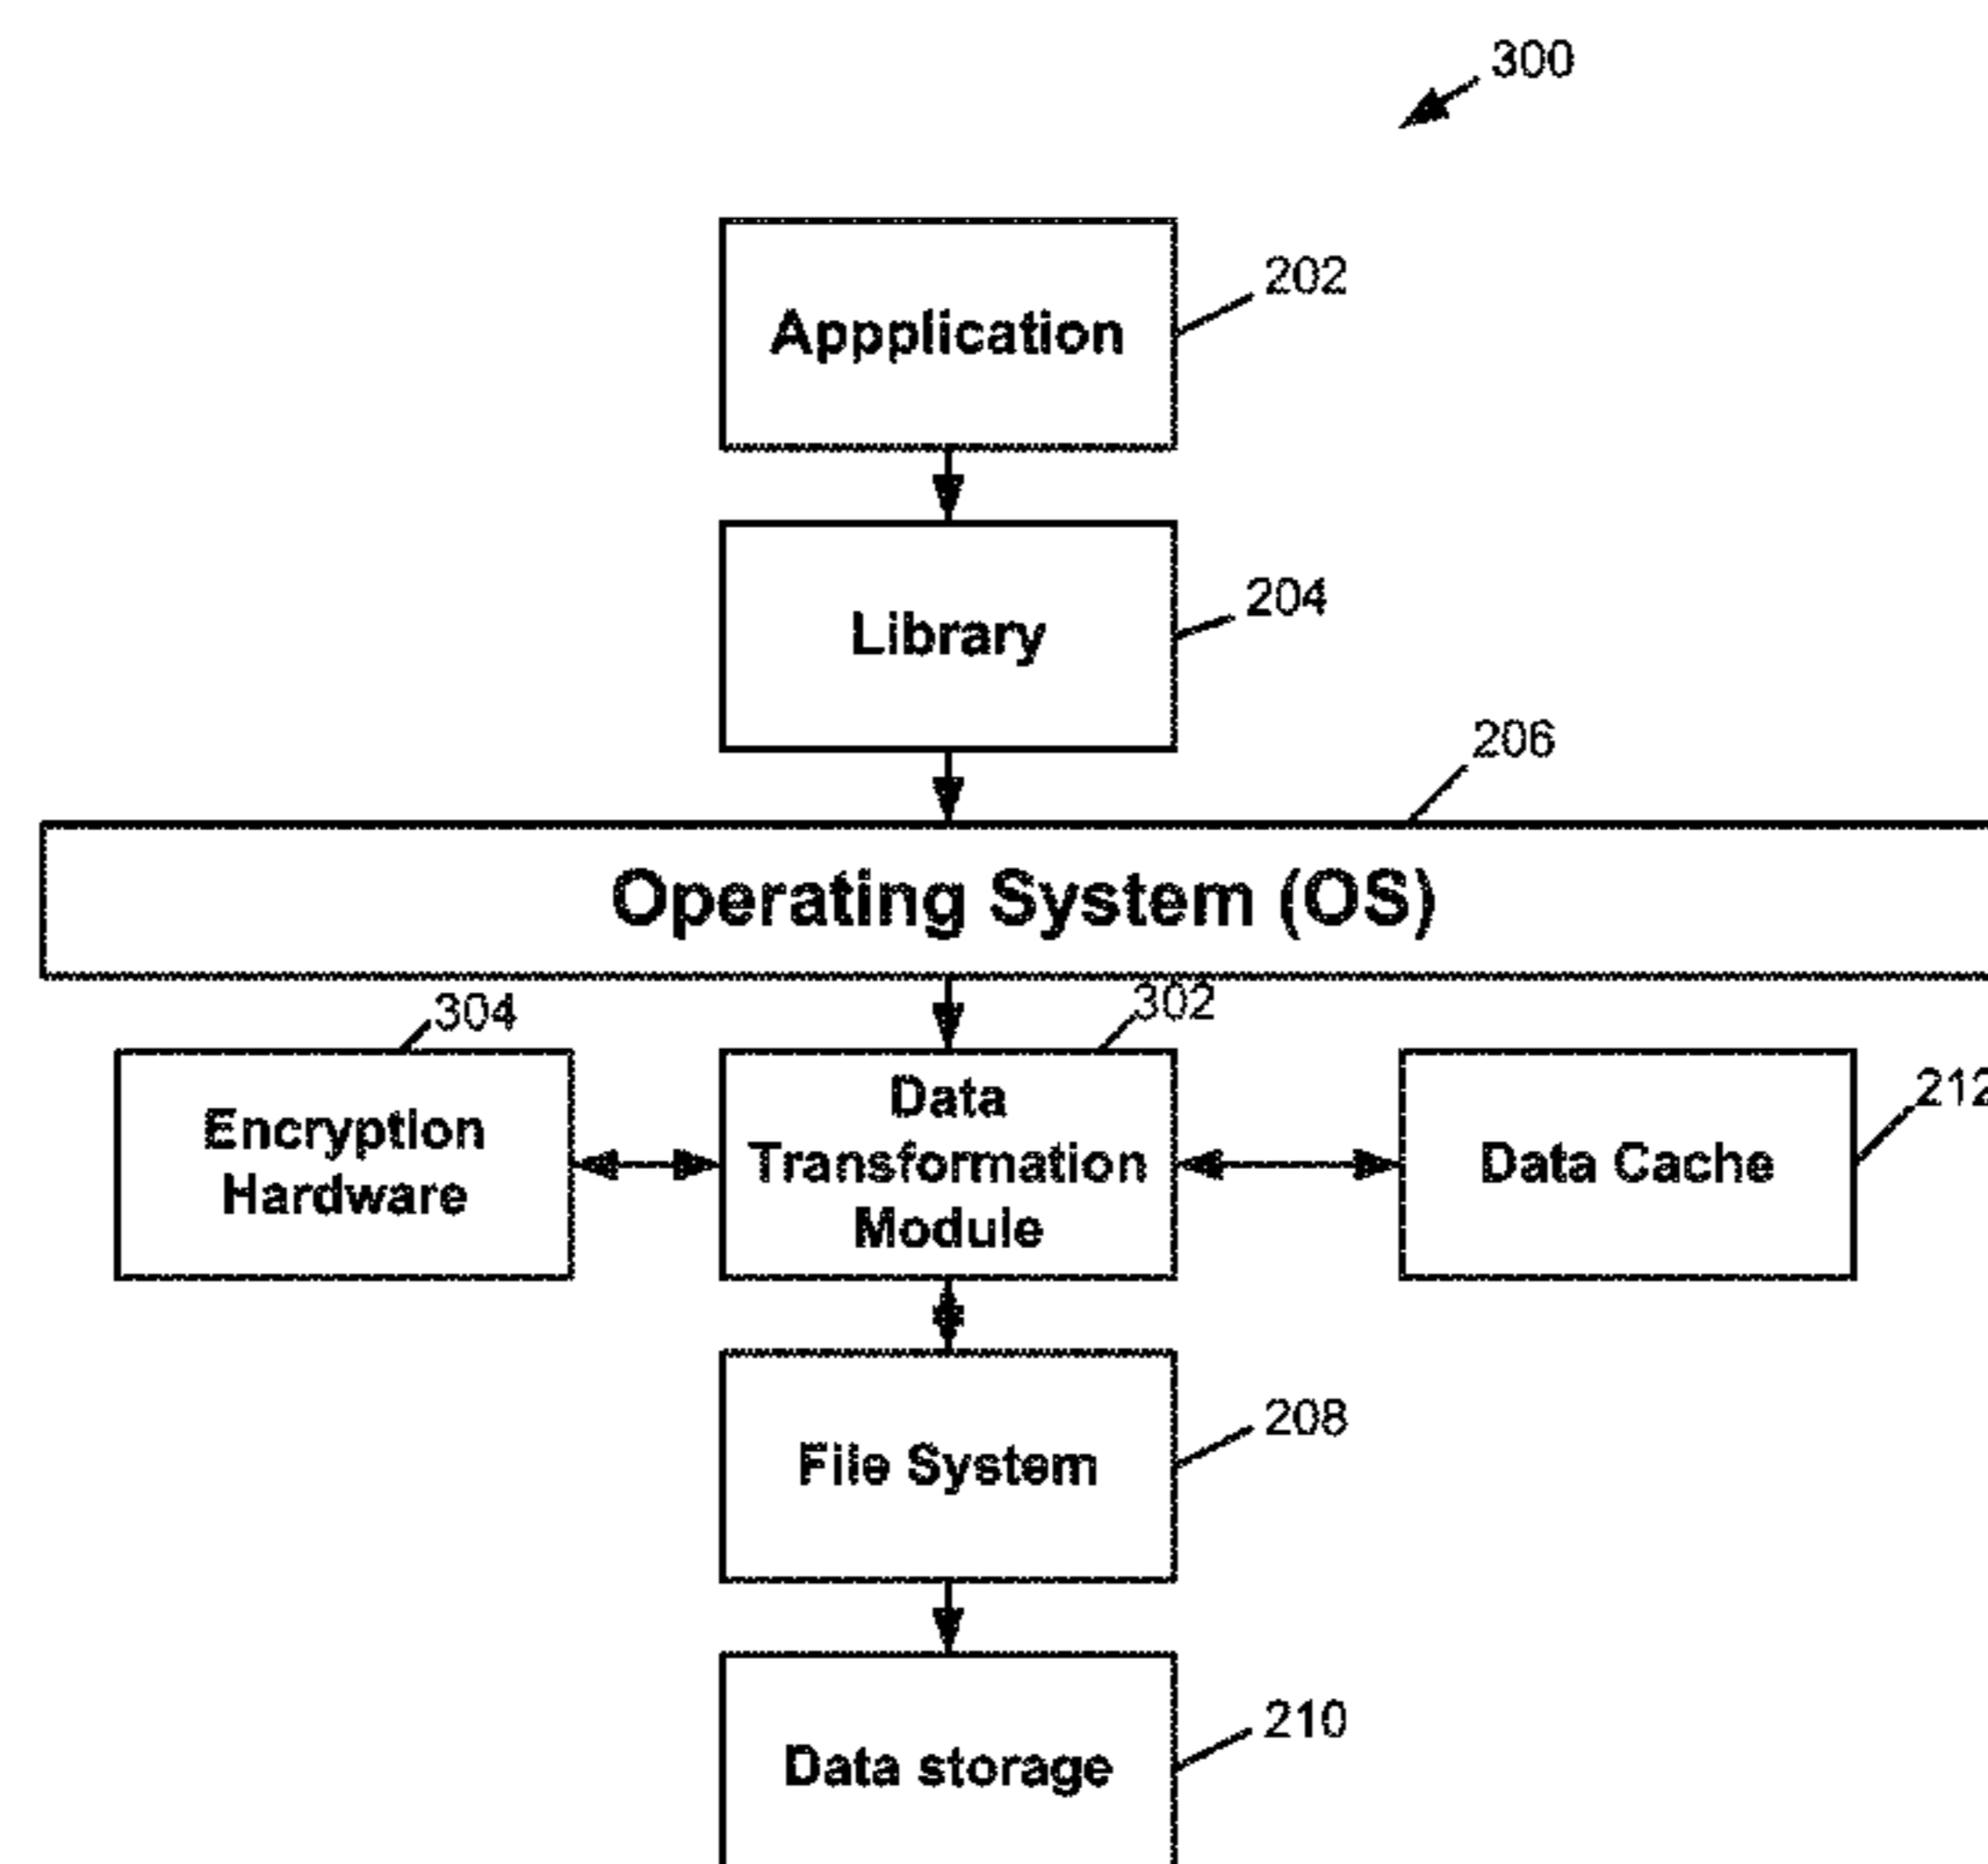 300
202
Appplication
204
Library
206
Operating System (OS)
304
302
212
Encryption
Hardware
Data
Transformation
Module
Data Cache
208
File System
210
Data storage